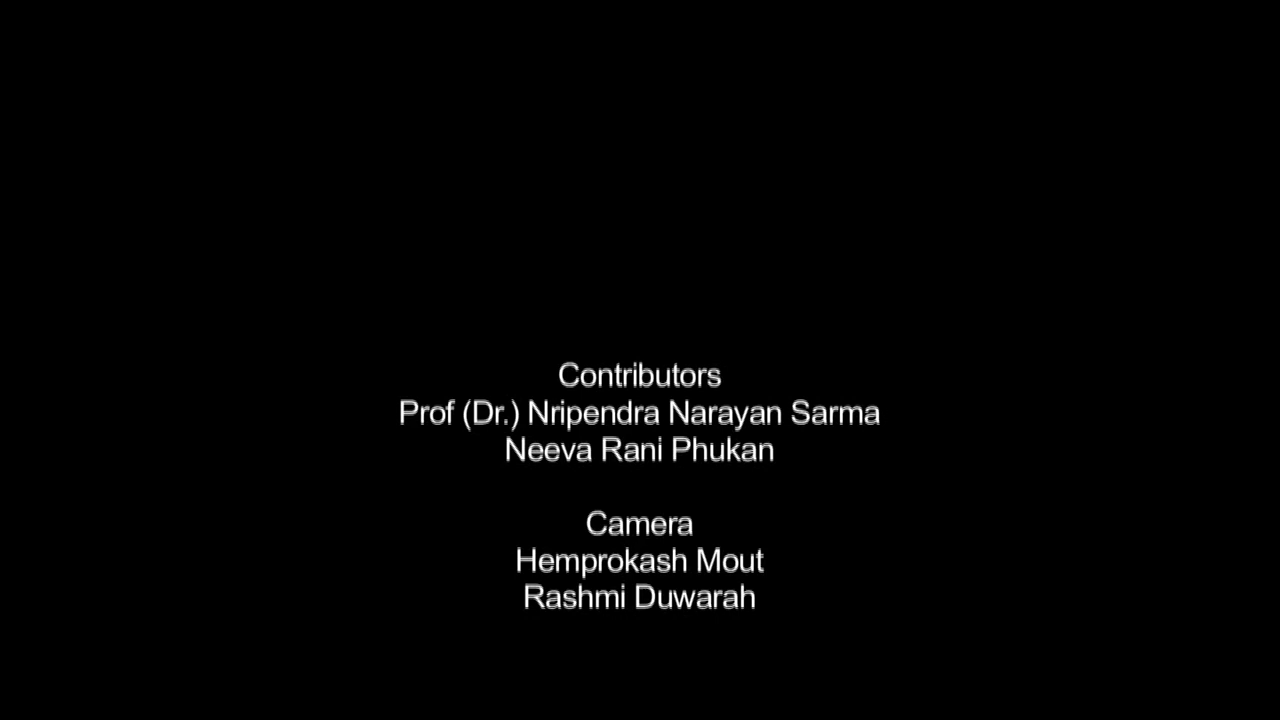 Contributors
Prof (Dr.) Nripendra Narayan Sarma
Neeva Rani Phukan
Camera
Hemprokash Mout
Rashmi Duwarah